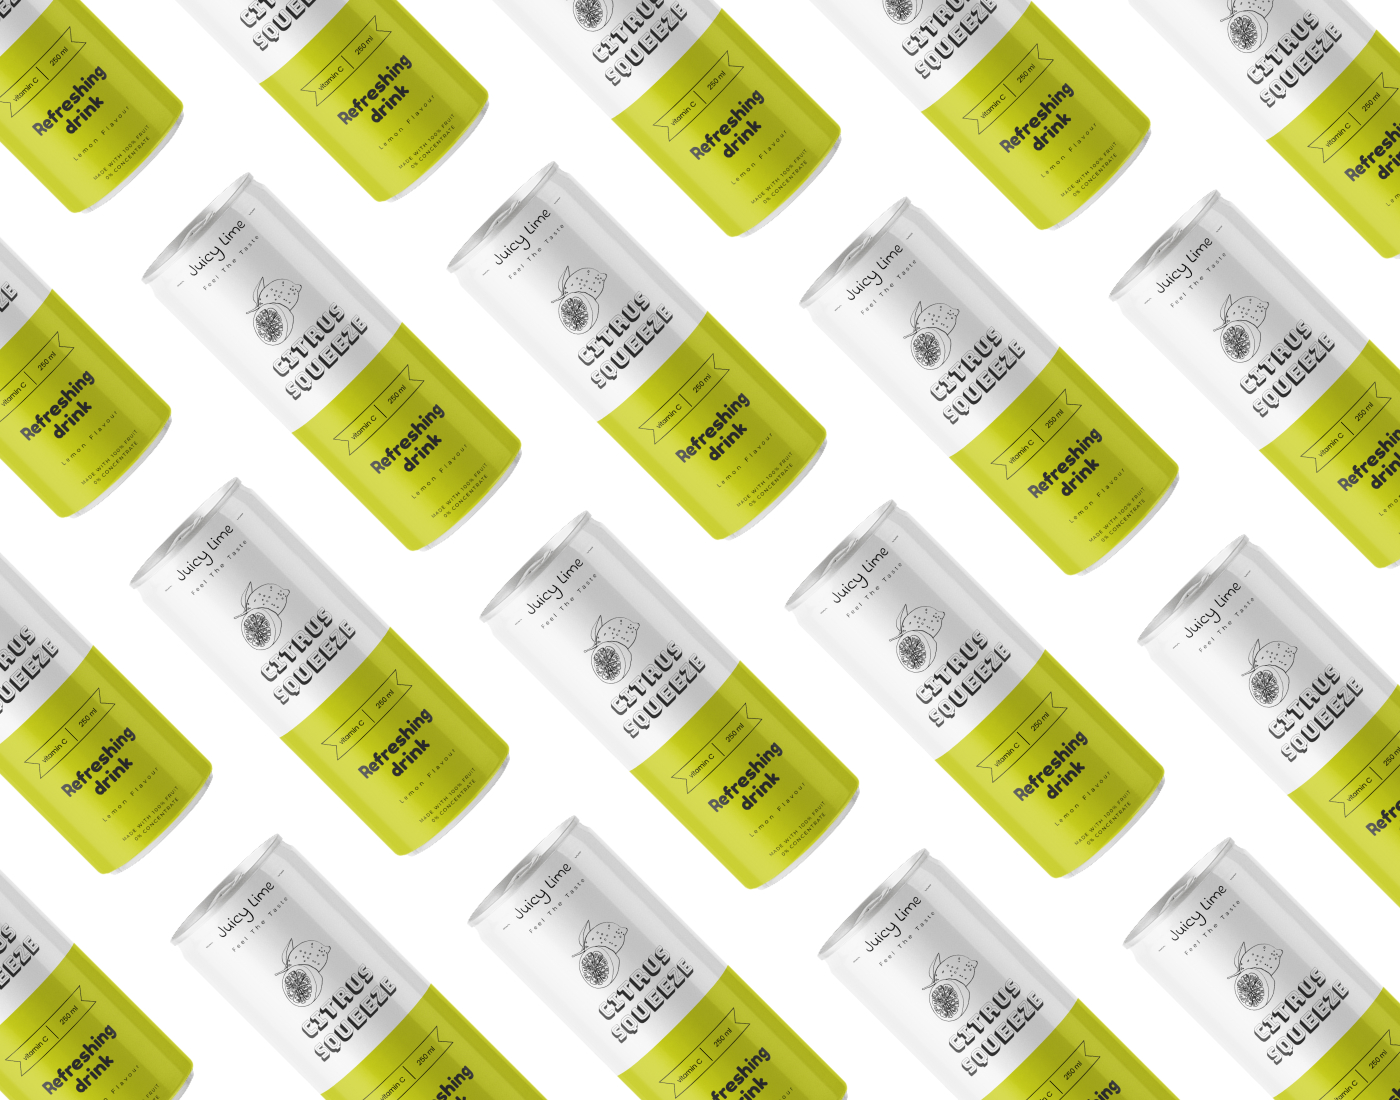 — Juicy Lime —
Feel The Taste
CITRUS
SQUEEZE
vitamin C | 250 ml
Refreshing
drink
Lemon Flavour
MADE WITH 100% FRUIT
0% CONCENTRATE